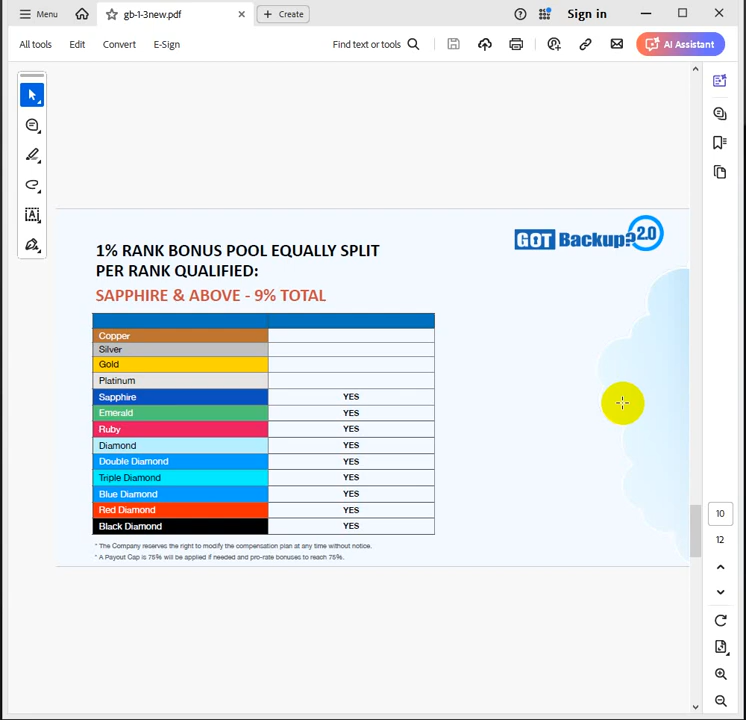 Menu
gb-1-3new.pdf
Create
Sign in
All tools
Edit
Convert
E-Sign
Find text or tools
AI Assistant
GOT Backup? 2.0
1% RANK BONUS POOL EQUALLY SPLIT
PER RANK QUALIFIED:
SAPPHIRE & ABOVE - 9% TOTAL
Copper
Silver
Gold
Platinum
Sapphire YES
Emerald YES
Ruby YES
Diamond YES
Double Diamond YES
Triple Diamond YES
Blue Diamond YES
Red Diamond YES
Black Diamond YES
* The Company reserves the right to modify the compensation plan at any time without notice.
* A Payout Cap is 75% will be applied if needed and pro-rate bonuses to reach 75%.
10
12